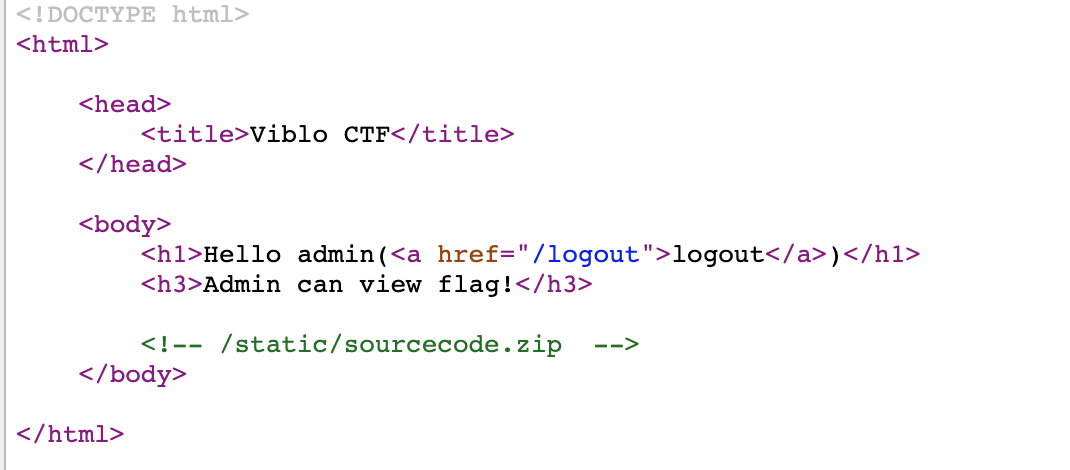 <!DOCTYPE html>
<html>
<head>
<title>Viblo CTF</title>
</head>
<body>
<h1>Hello admin(<a href="/logout">logout</a>)</h1>
<h3>Admin can view flag!</h3>
<!-- /static/sourcecode.zip  -->
</body>
</html>